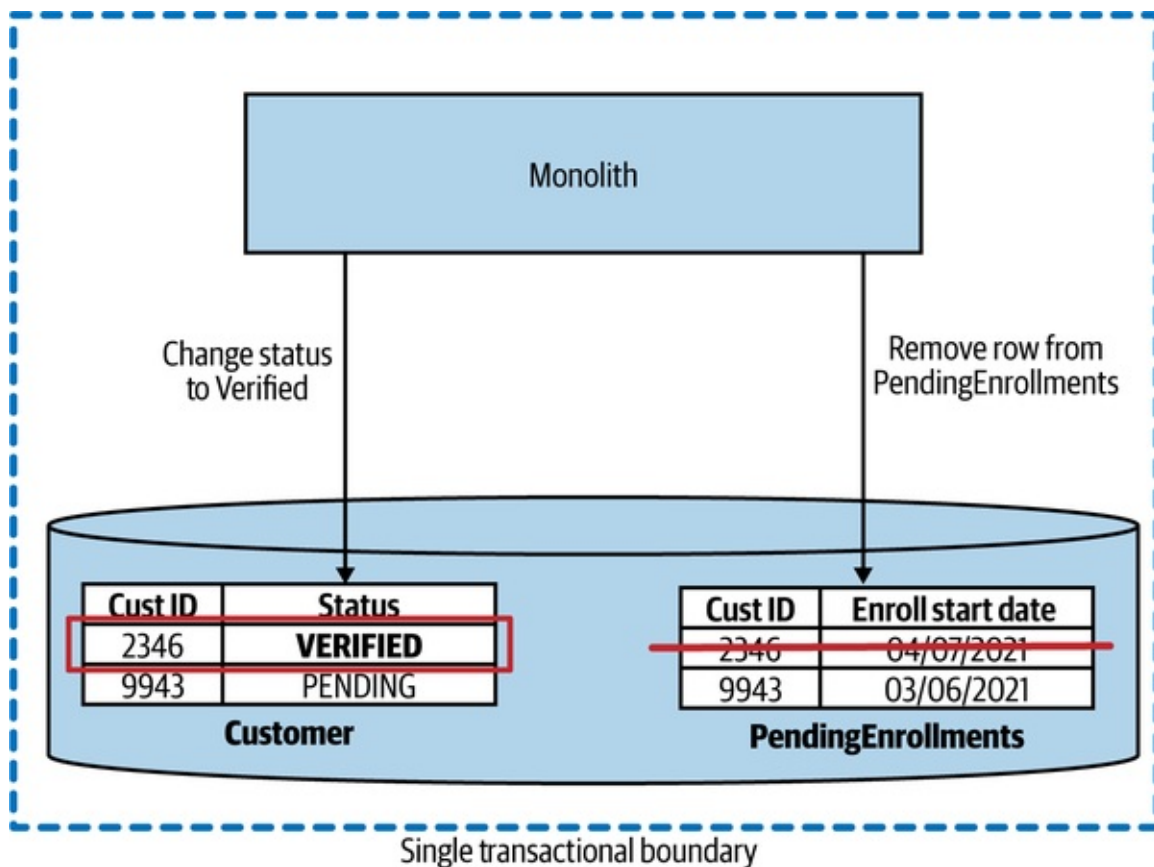 Monolith
Change status
to Verified
Remove row from
PendingEnrollments
Cust ID Status
2346 VERIFIED
9943 PENDING
Customer
Cust ID Enroll start date
2346 04/07/2021
9943 03/06/2021
PendingEnrollments
Single transactional boundary